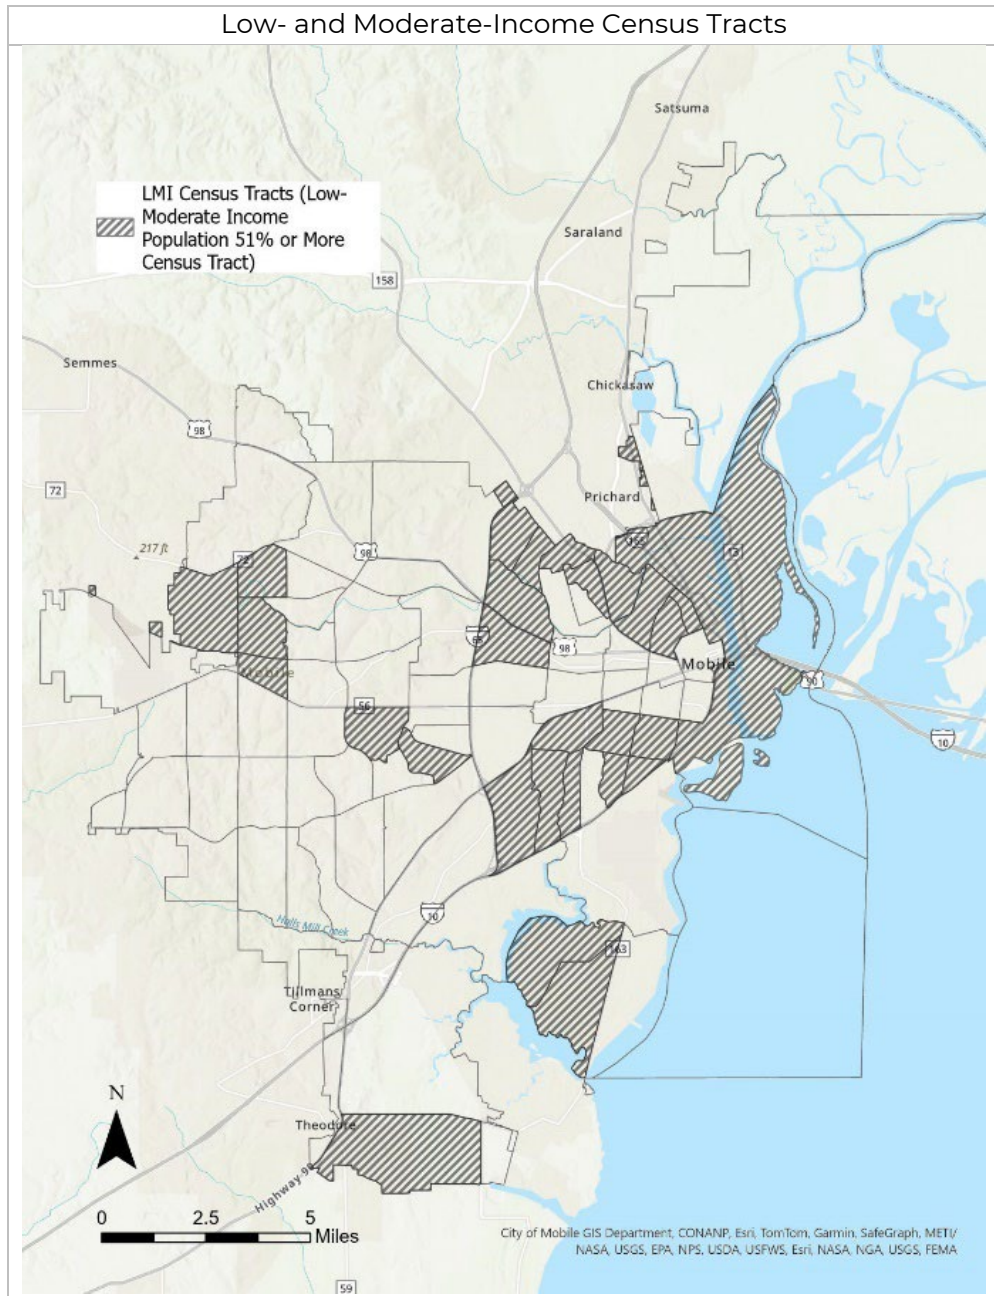 Low- and Moderate-Income Census Tracts
Satsuma
LMI Census Tracts (Low-
Moderate Income
Population 51% or More
Census Tract)
Saraland
158
Semmes
Chickasaw
98
72
Prichard
217 ft
72
98
165
13
65
98
Mobile
Mobile
90
56
10
10
Halls Mill Creek
163
Tillmans
Corner
N
Theodore
Highway 90
0 2.5 5
Miles
City of Mobile GIS Department, CONANP, Esri, TomTom, Garmin, SafeGraph, METI/
NASA, USGS, EPA, NPS, USDA, USFWS, Esri, NASA, NGA, USGS, FEMA
59